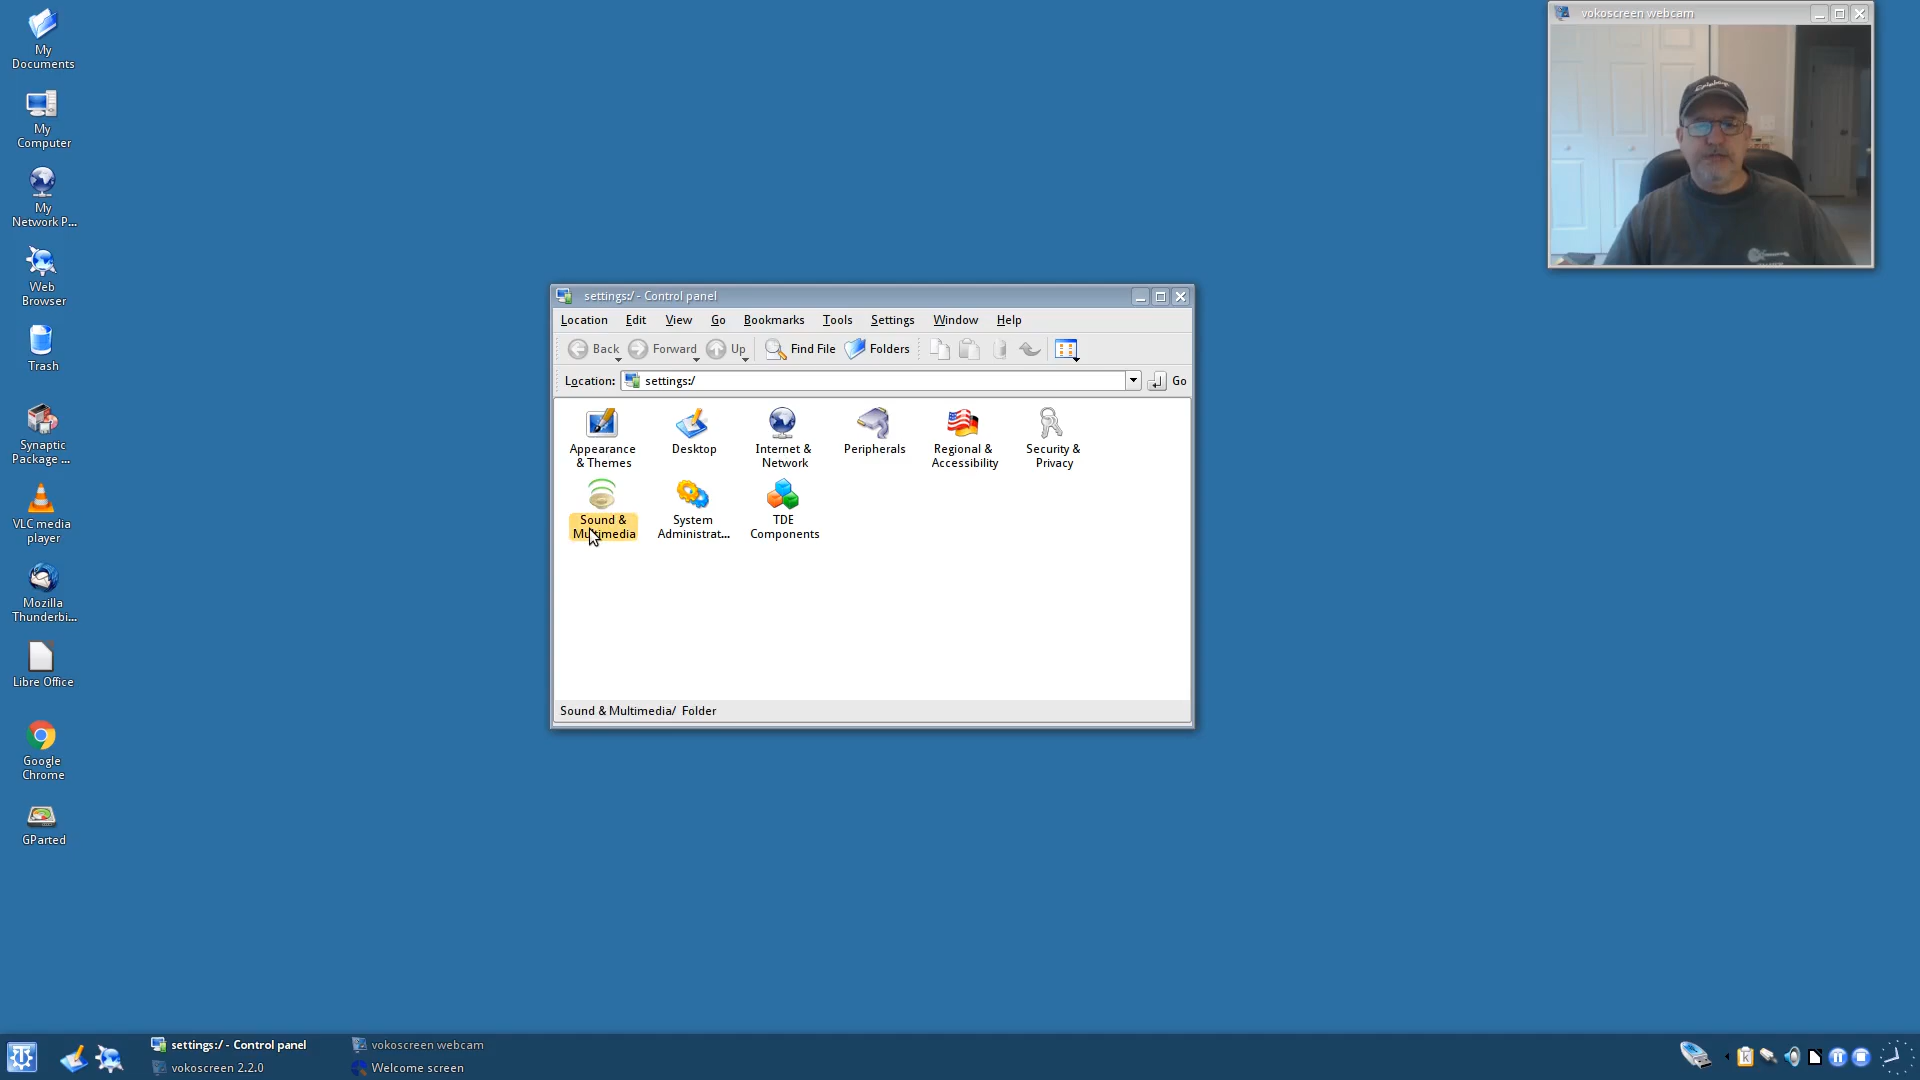 My
Documents
My
Computer
My
Network P...
Web
Browser
Trash
Synaptic
Package ...
VLC media
player
Mozilla
Thunderbi...
Libre Office
Google
Chrome
GParted
vokoscreen webcam
settings:/ - Control panel
Location Edit View Go Bookmarks Tools Settings Window Help
Back Forward Up Find File Folders
Location: settings:/ Go
Appearance
& Themes
Desktop
Internet &
Network
Peripherals
Regional &
Accessibility
Security &
Privacy
Sound &
Multimedia
System
Administrat...
TDE
Components
Sound & Multimedia/ Folder
settings:/ - Control panel
vokoscreen webcam
vokoscreen 2.2.0
Welcome screen